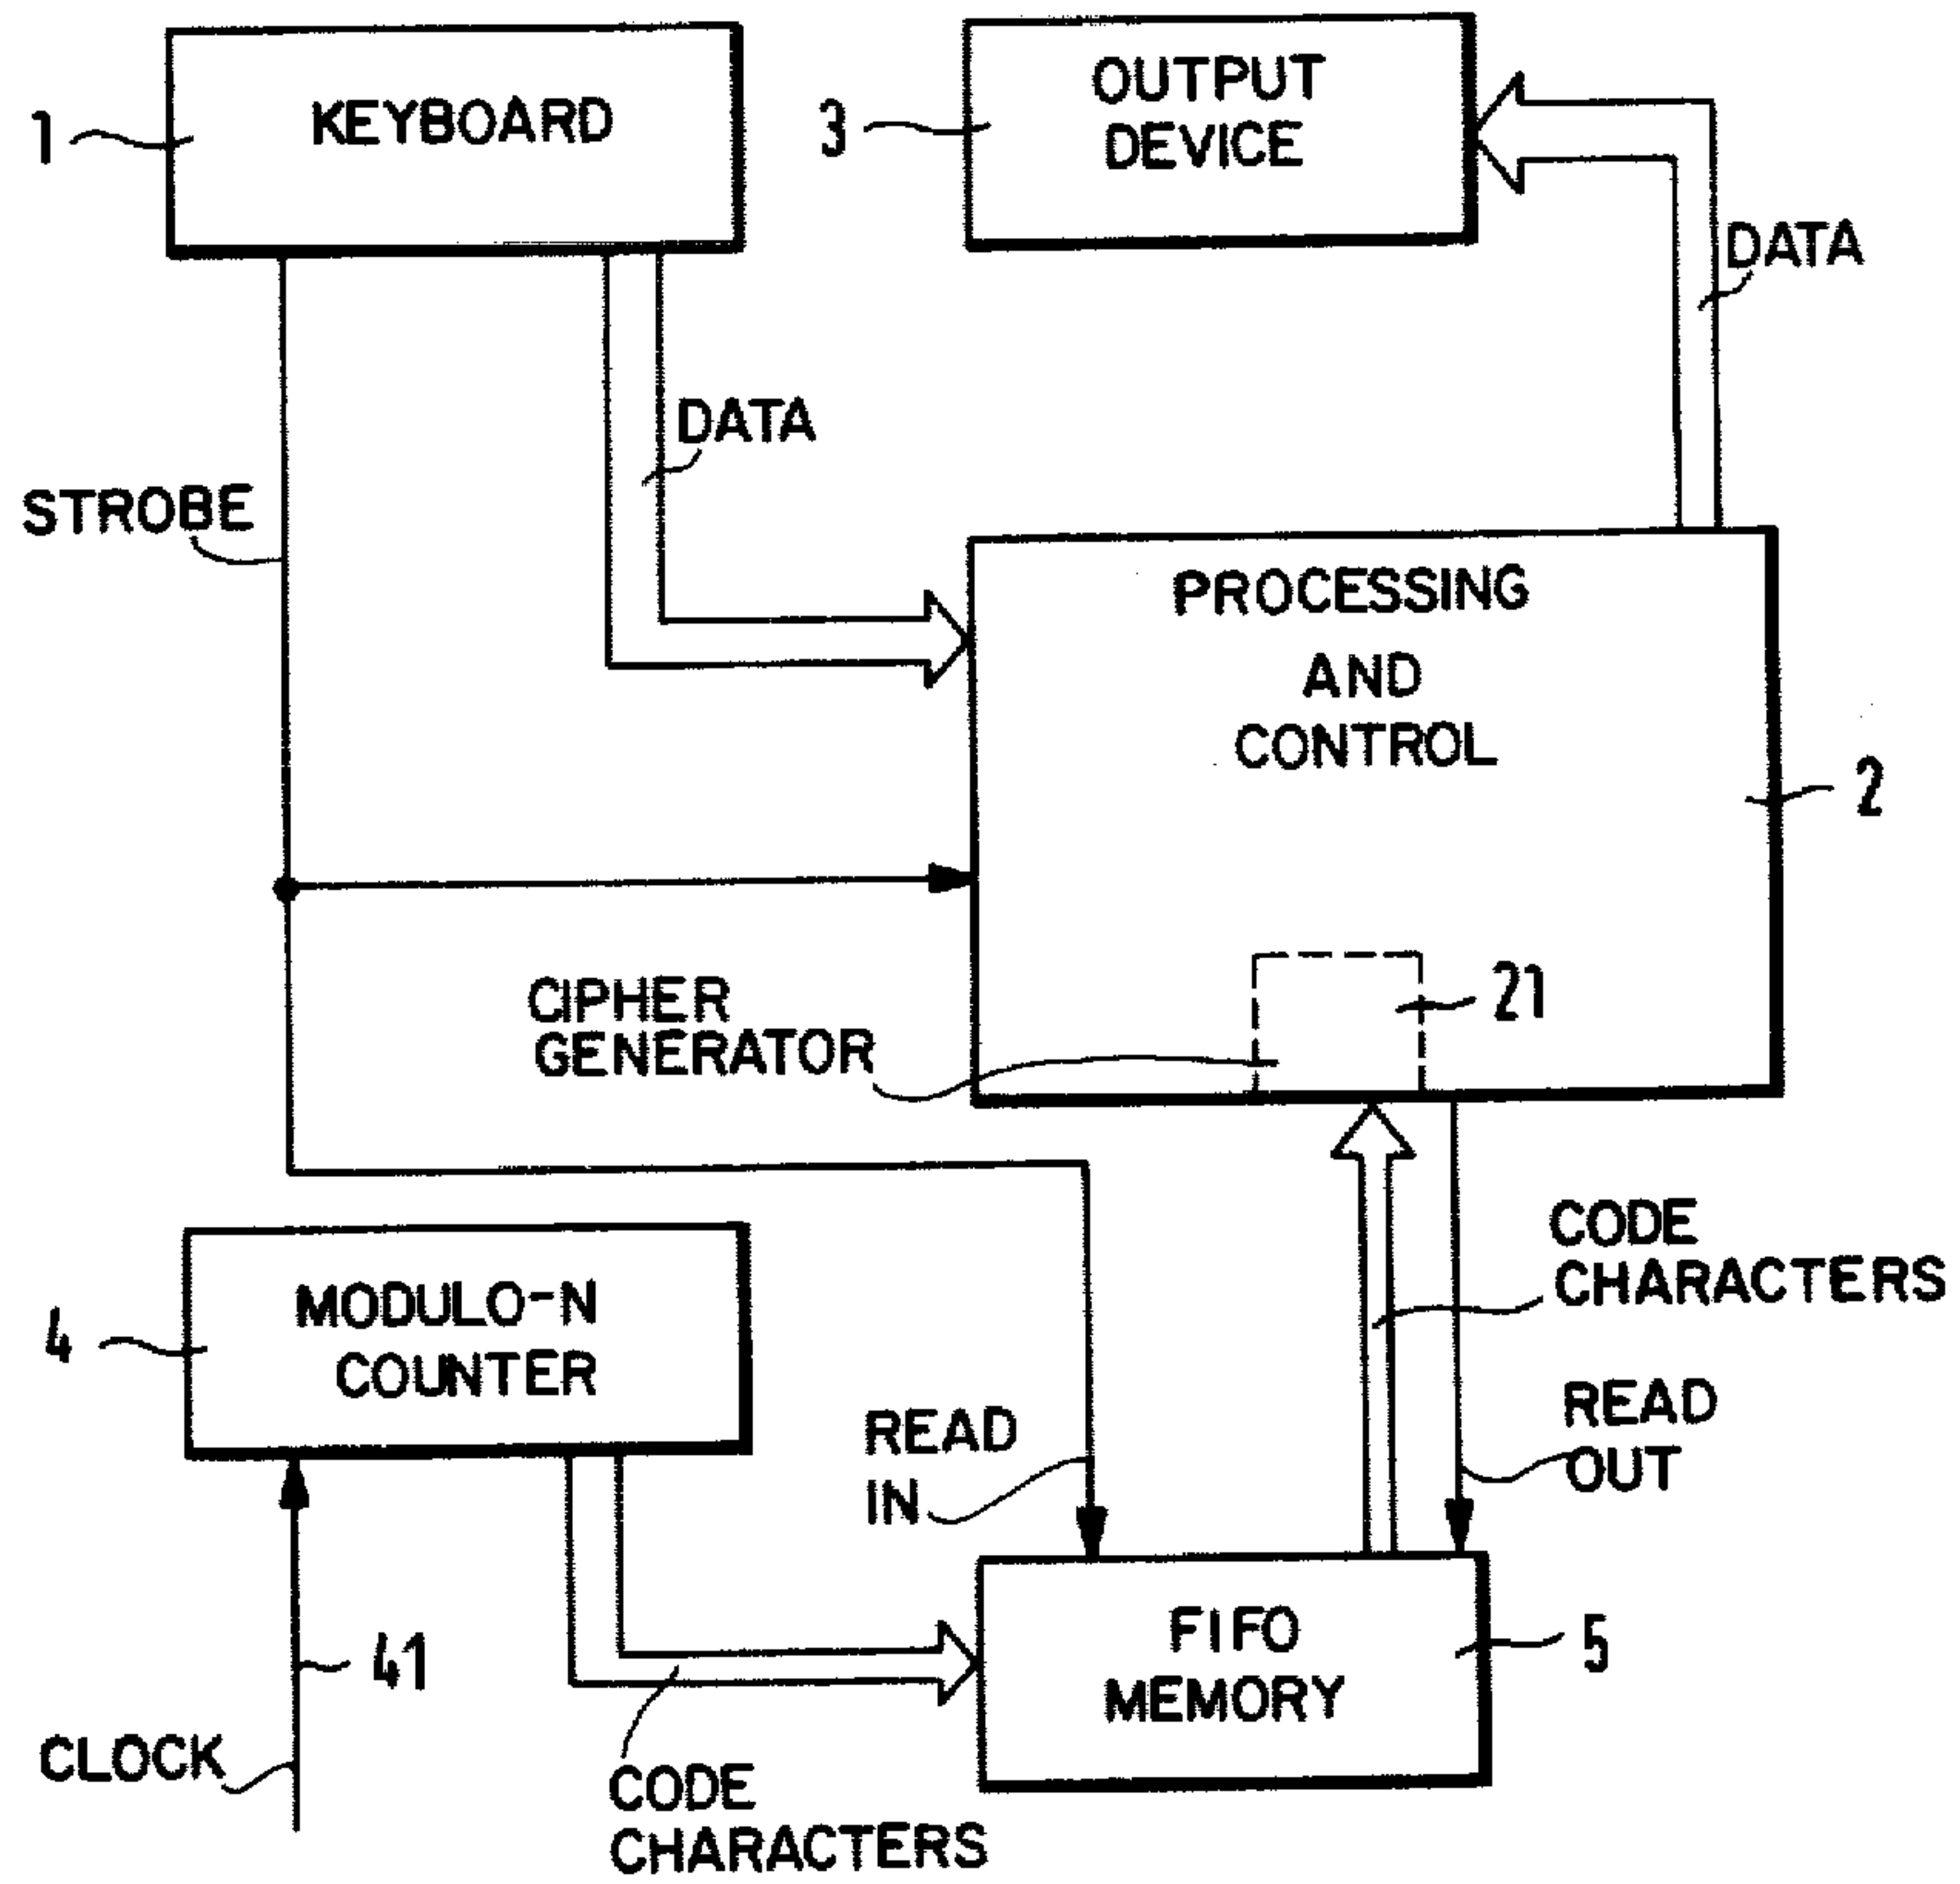 KEYBOARD
1
OUTPUT
DEVICE
3
DATA
DATA
STROBE
PROCESSING
AND
CONTROL
2
21
CIPHER
GENERATOR
CODE
CHARACTERS
MODULO-N
COUNTER
4
READ
IN
READ
OUT
FIFO
MEMORY
5
41
CLOCK
CODE
CHARACTERS